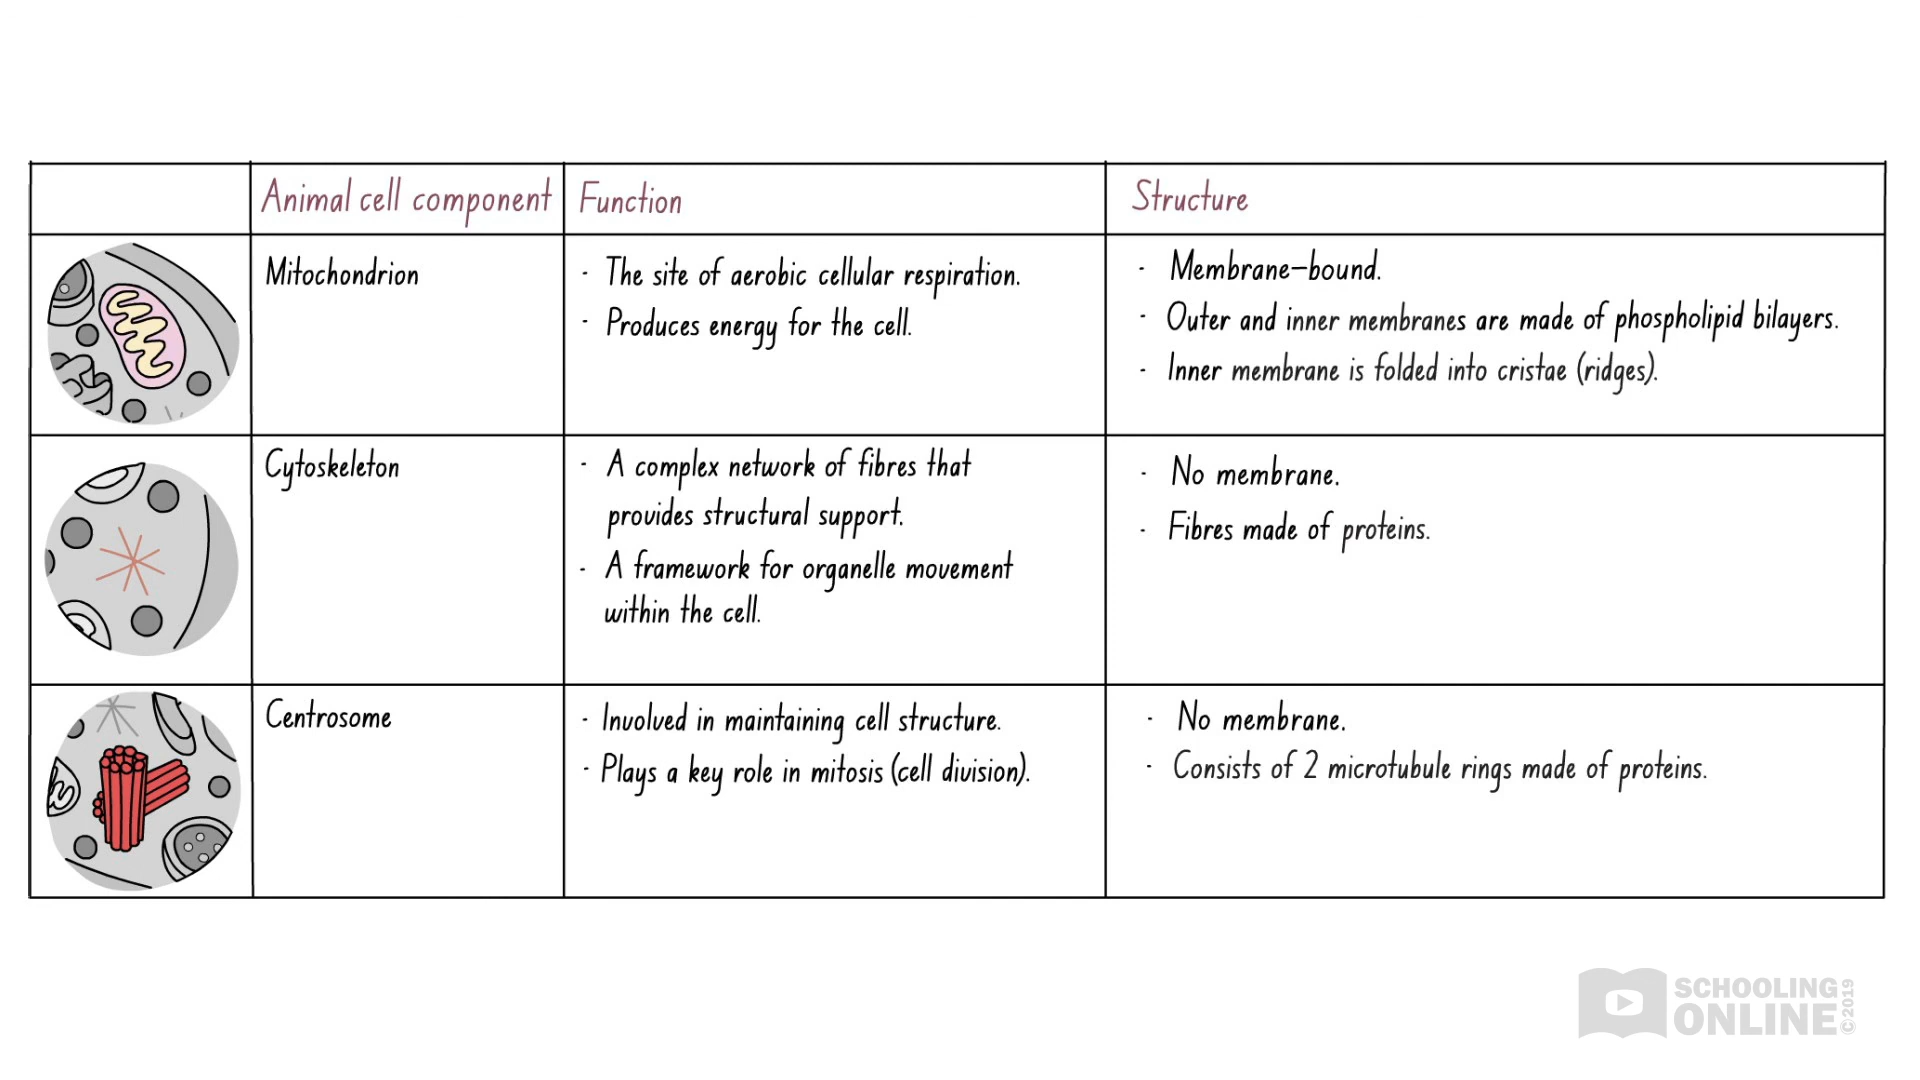 Animal cell component
Function
Structure
Mitochondrion
- The site of aerobic cellular respiration.
- Produces energy for the cell.
- Membrane-bound.
- Outer and inner membranes are made of phospholipid bilayers.
- Inner membrane is folded into cristae (ridges).
Cytoskeleton
- A complex network of fibres that
provides structural support.
- A framework for organelle movement
within the cell.
- No membrane.
- Fibres made of proteins.
Centrosome
- Involved in maintaining cell structure.
- Plays a key role in mitosis (cell division).
- No membrane.
- Consists of 2 microtubule rings made of proteins.
SCHOOLING
ONLINE
©2019